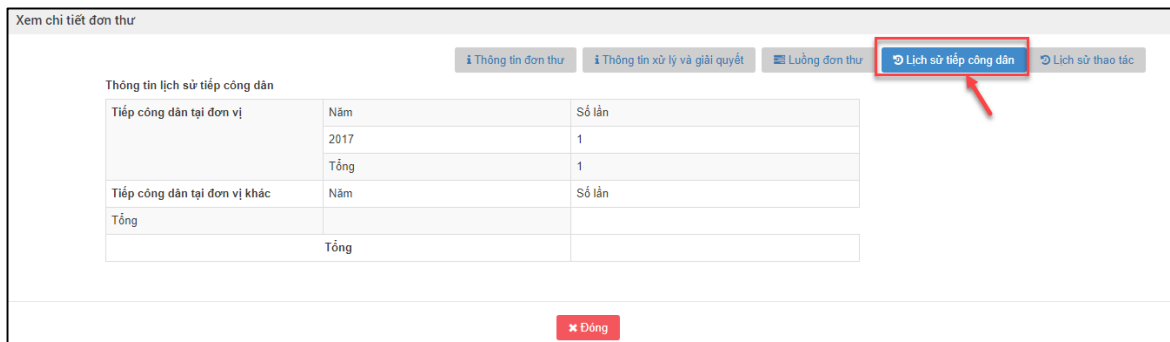 Xem chi tiết đơn thư
Thông tin đơn thư Thông tin xử lý và giải quyết Luồng đơn thư Lịch sử tiếp công dân Lịch sử thao tác
Thông tin lịch sử tiếp công dân
Tiếp công dân tại đơn vị Năm Số lần
2017 1
Tổng 1
Tiếp công dân tại đơn vị khác Năm Số lần
Tổng
Tổng
Đóng